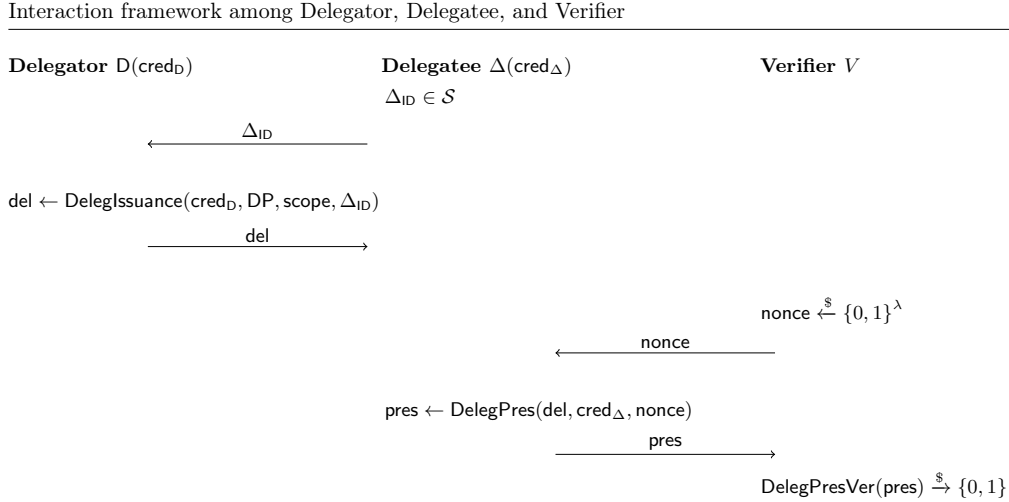 Interaction framework among Delegator, Delegatee, and Verifier
Delegator D(cred_D) Delegatee Δ(cred_Δ) Verifier V
Δ_ID ∈ 𝒮
Δ_ID
del ← DelegIssuance(cred_D, DP, scope, Δ_ID)
del
nonce ←$ {0, 1}^λ
nonce
pres ← DelegPres(del, cred_Δ, nonce)
pres
DelegPresVer(pres) →$ {0, 1}